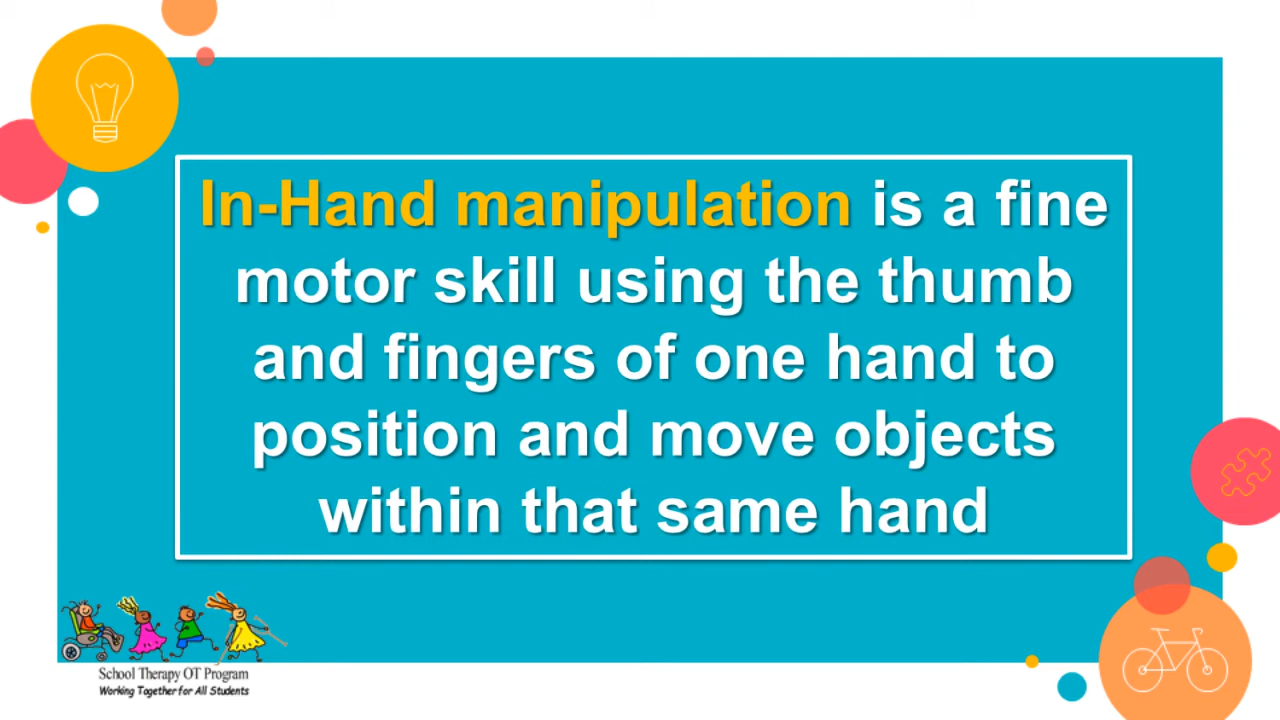 In-Hand manipulation is a fine
motor skill using the thumb
and fingers of one hand to
position and move objects
within that same hand
School Therapy OT Program
Working Together for All Students